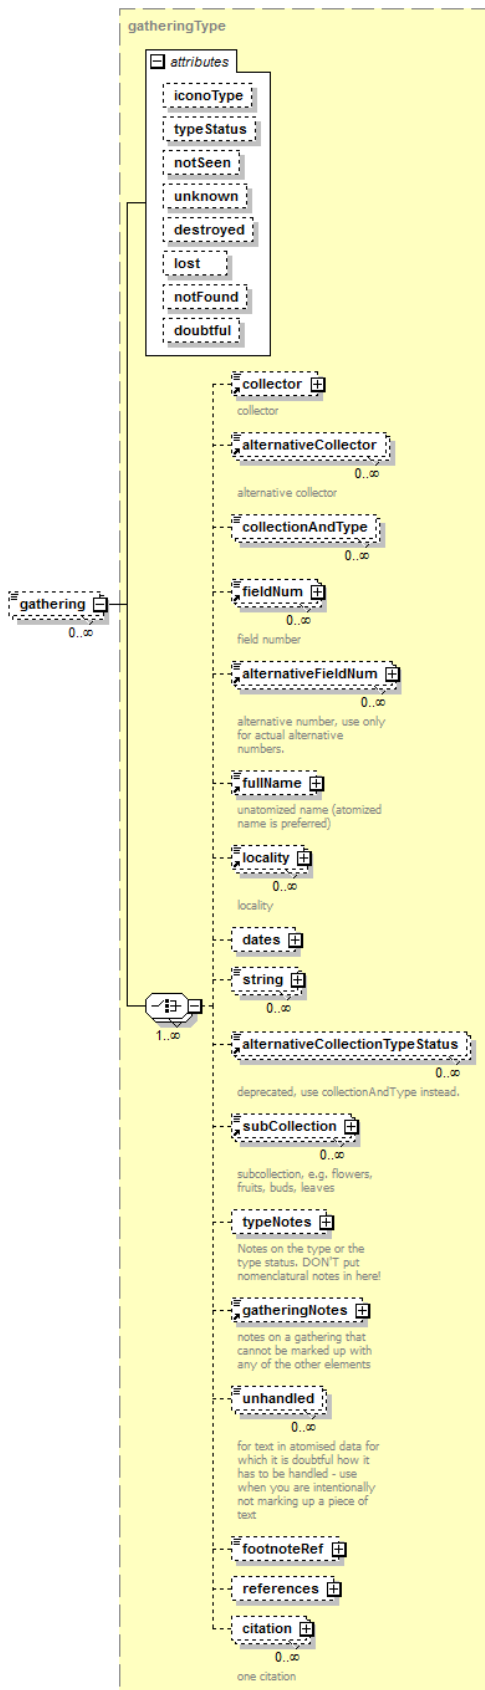 gatheringType
attributes
iconoType
typeStatus
notSeen
unknown
destroyed
lost
notFound
doubtful
collector
collector
alternativeCollector
0..∞
alternative collector
collectionAndType
0..∞
gathering
0..∞
fieldNum
0..∞
field number
alternativeFieldNum
0..∞
alternative number, use only
for actual alternative
numbers.
fullName
unatomized name (atomized
name is preferred)
locality
0..∞
locality
dates
string
0..∞
1..∞
alternativeCollectionTypeStatus
0..∞
deprecated, use collectionAndType instead.
subCollection
0..∞
subcollection, e.g. flowers,
fruits, buds, leaves
typeNotes
Notes on the type or the
type status. DON'T put
nomenclatural notes in here!
gatheringNotes
notes on a gathering that
cannot be marked up with
any of the other elements
unhandled
0..∞
for text in atomised data for
which it is doubtful how it
has to be handled - use
when you are intentionally
not marking up a piece of
text
footnoteRef
references
citation
0..∞
one citation